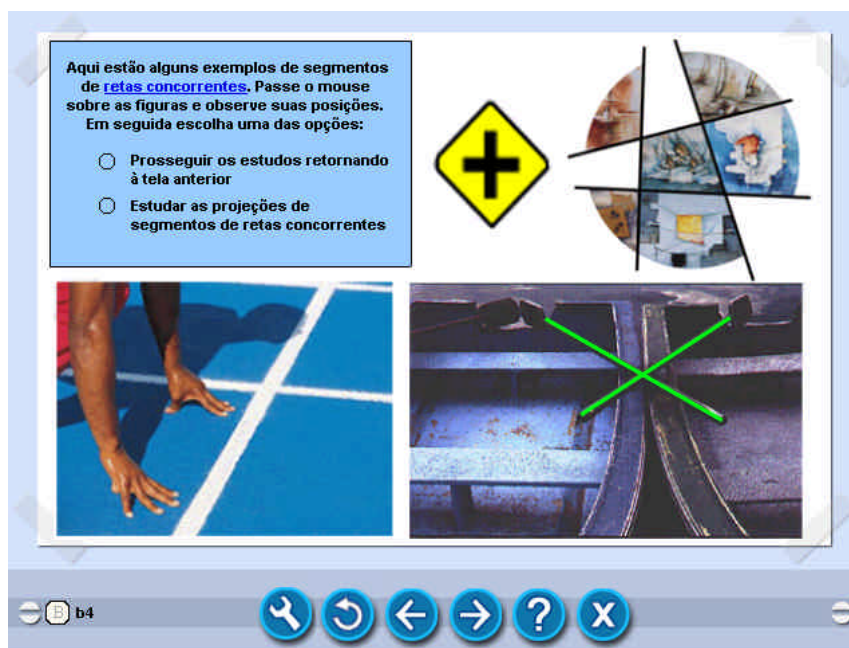 Aqui estão alguns exemplos de segmentos
de retas concorrentes. Passe o mouse
sobre as figuras e observe suas posições.
Em seguida escolha uma das opções:
Prosseguir os estudos retornando
à tela anterior
Estudar as projeções de
segmentos de retas concorrentes
B b4
? X